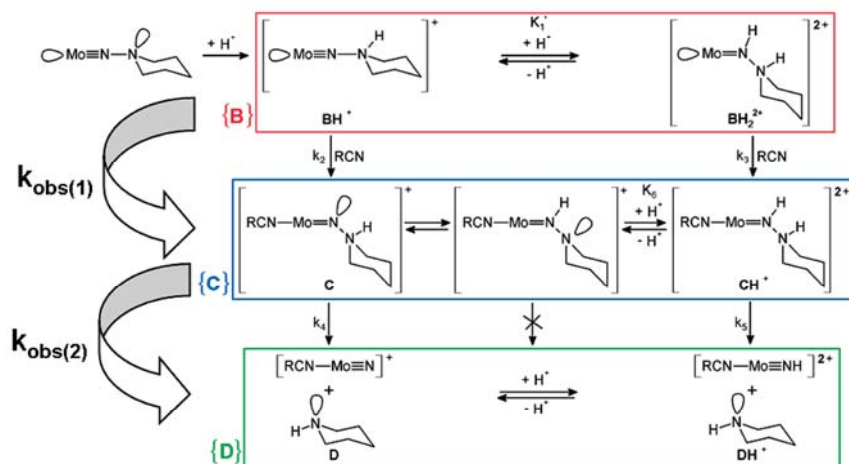 Mo≡N−N
+ H⁺
[Mo≡N−N H]⁺
K₁'
+ H⁺
- H⁺
[Mo=N H N H]²⁺
{B}
BH⁺
BH₂²⁺
k₂ RCN
k₃ RCN
k_obs(1)
[RCN−Mo=N N H]⁺
[RCN−Mo=N H N]⁺
K₆
+ H⁺
- H⁺
[RCN−Mo=N H N H]²⁺
{C}
C
CH⁺
k₄
k₅
k_obs(2)
[RCN−Mo≡N]⁺
[RCN−Mo≡NH]²⁺
+
+ H⁺
- H⁺
+
H−N
H−N
{D}
D
DH⁺